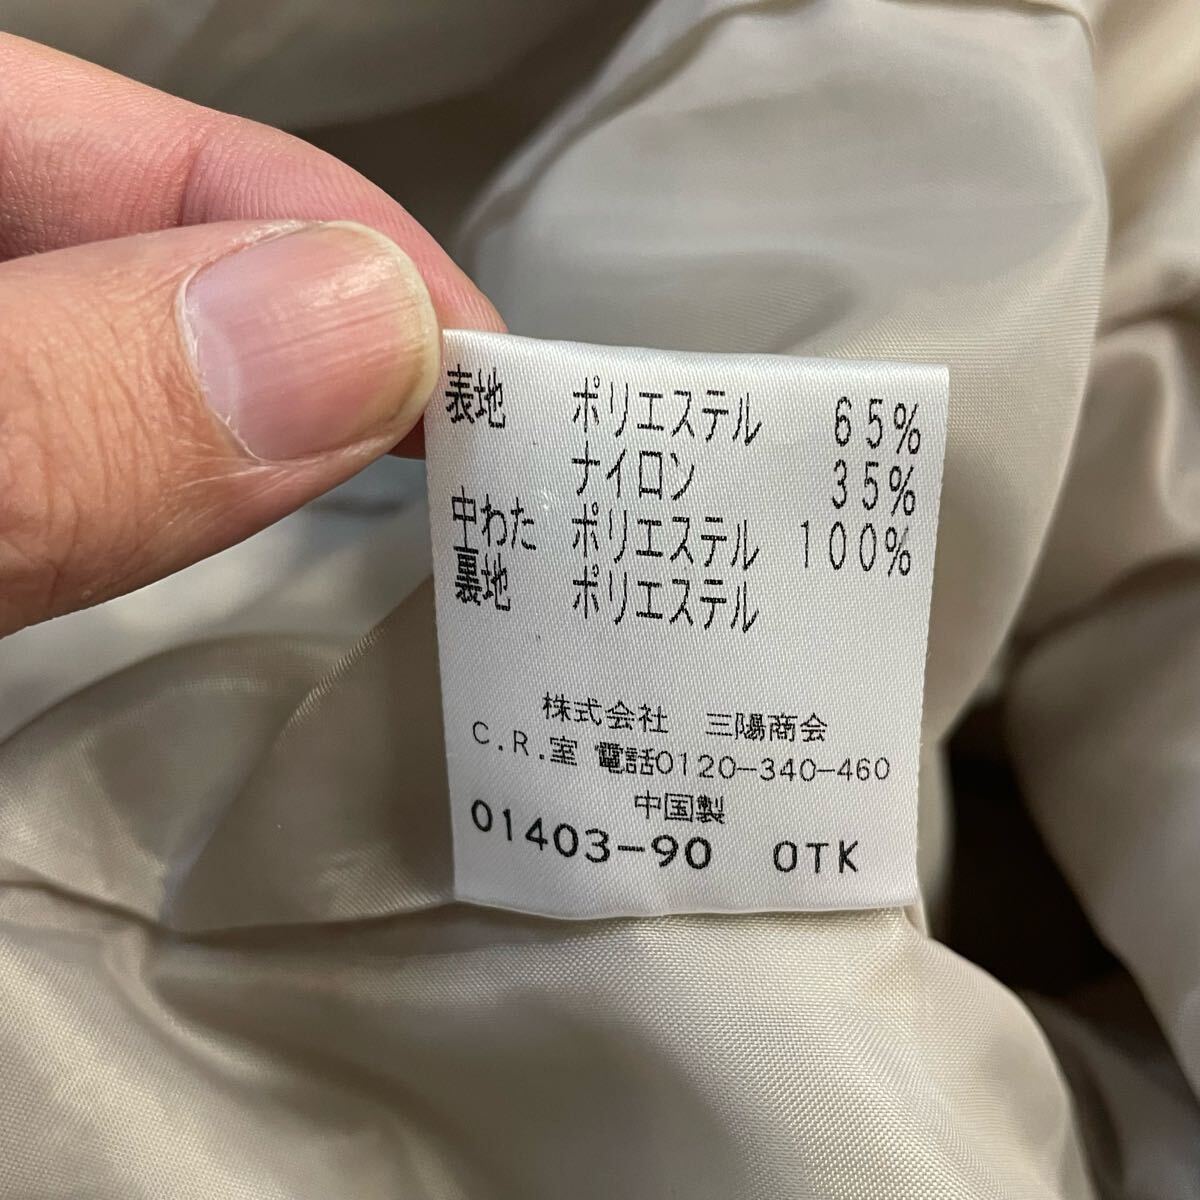 表地 ポリエステル 65%
ナイロン 35%
中わた ポリエステル 100%
裏地 ポリエステル
株式会社 三陽商会
C.R.室 電話0120-340-460
中国製
01403-90 OTK